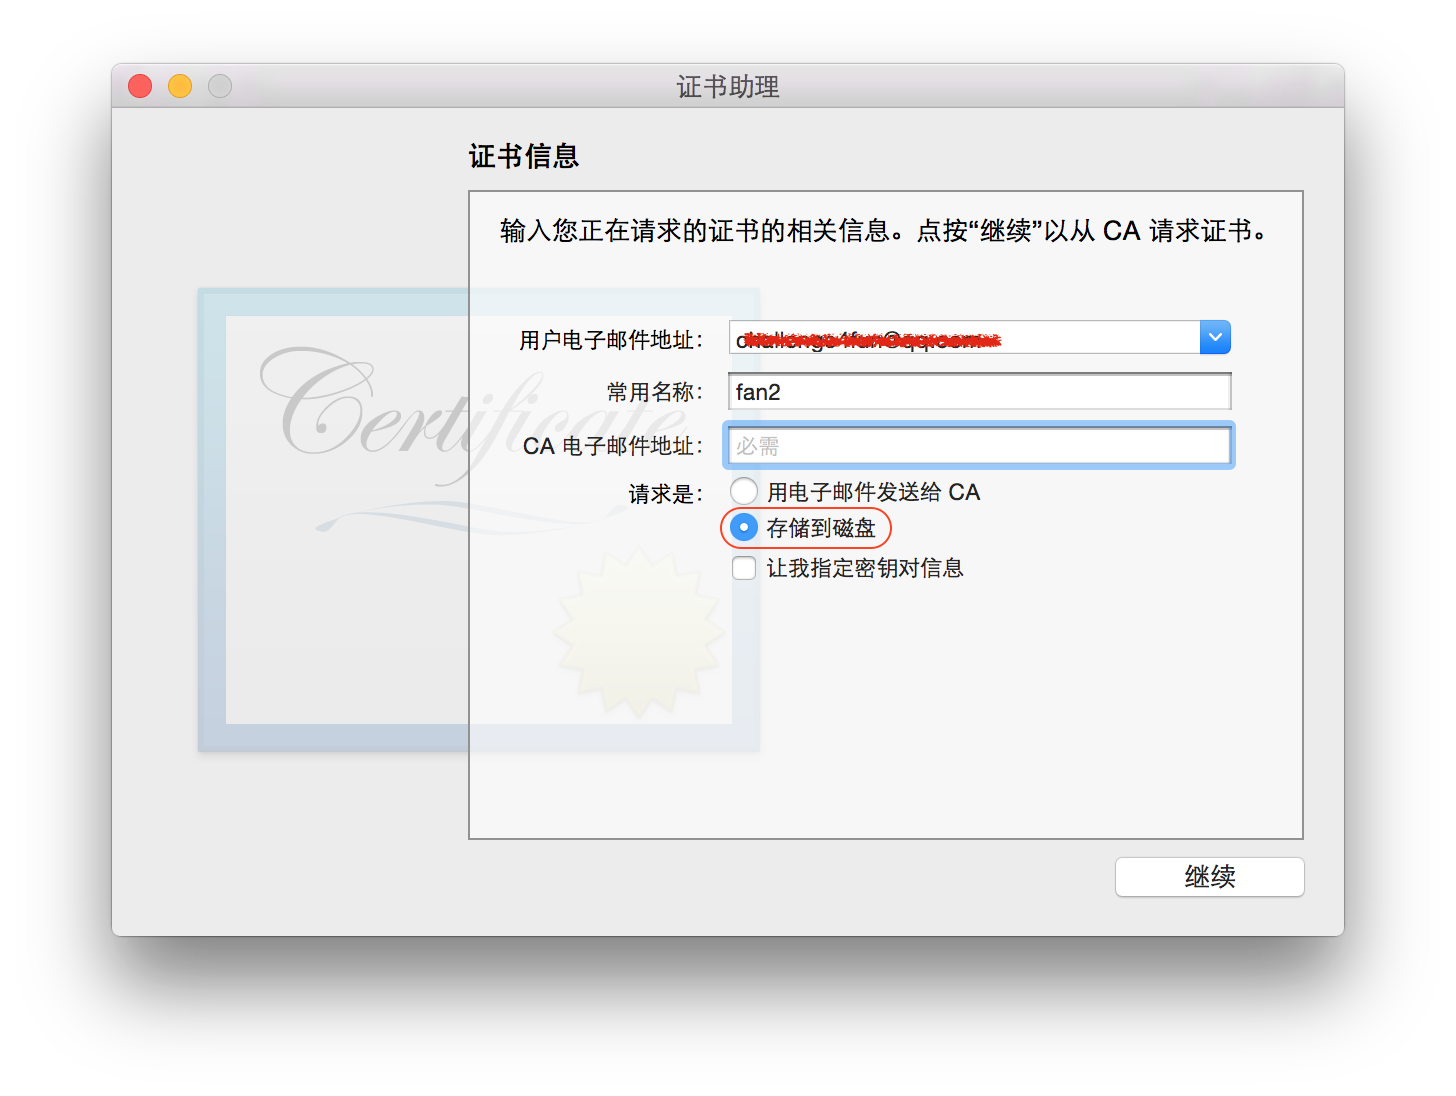 证书助理
证书信息
输入您正在请求的证书的相关信息。点按“继续”以从 CA 请求证书。
Certificate
用户电子邮件地址：
常用名称： fan2
CA 电子邮件地址： 必需
请求是： 用电子邮件发送给 CA
存储到磁盘
让我指定密钥对信息
继续